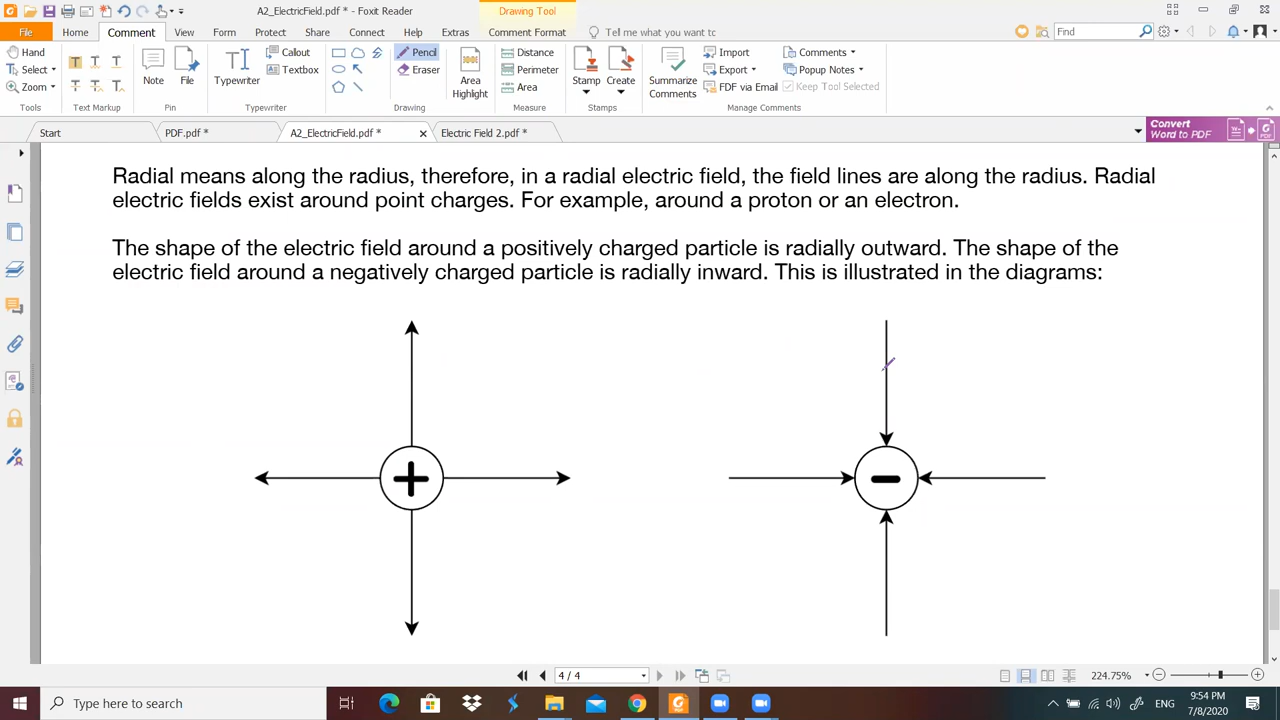 A2_ElectricField.pdf * - Foxit Reader
Drawing Tool
File Home Comment View Form Protect Share Connect Help Extras Comment Format Tell me what you want tc Find
Hand Select Zoom
Tools
Text Markup
Note File
Pin
Typewriter Callout Textbox
Typewriter
Pencil Eraser
Drawing
Area Highlight
Distance Perimeter Area
Measure
Stamp Create
Stamps
Summarize Comments
Import Export FDF via Email
Comments Popup Notes Keep Tool Selected
Manage Comments
Start PDF.pdf * A2_ElectricField.pdf * Electric Field 2.pdf *
Convert
Word to PDF
Radial means along the radius, therefore, in a radial electric field, the field lines are along the radius. Radial
electric fields exist around point charges. For example, around a proton or an electron.
The shape of the electric field around a positively charged particle is radially outward. The shape of the
electric field around a negatively charged particle is radially inward. This is illustrated in the diagrams:
+ −
4 / 4 224.75%
Type here to search
ENG
9:54 PM
7/8/2020